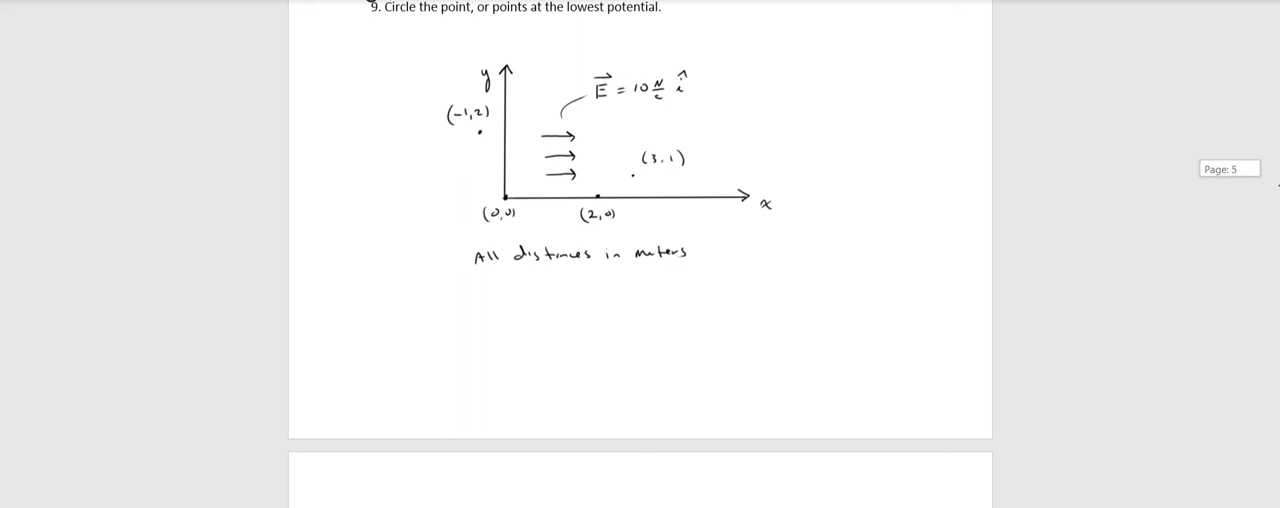 9. Circle the point, or points at the lowest potential.
y
E = 10 N/C î
(-1,2)
(3,1)
Page: 5
(0,0)
(2,0)
x
All distances in meters